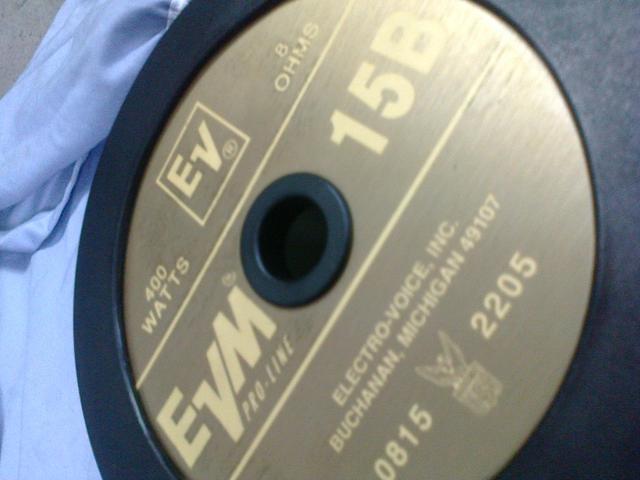 8
OHMS
15B
EV®
400
WATTS
EVM®
PRO-LINE
ELECTRO-VOICE, INC.
BUCHANAN, MICHIGAN 49107
0815 2205